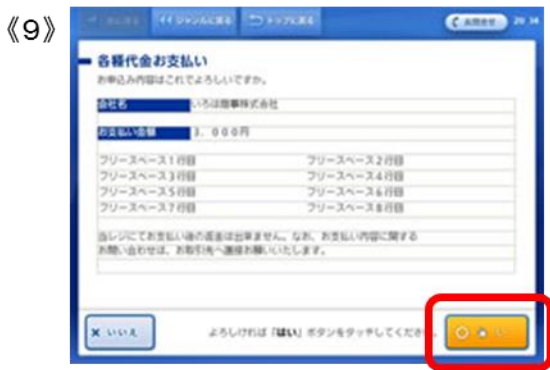 《9》
ジャンルに戻る トップに戻る 20 34
各種代金お支払い
お申込み内容はこれでよろしいですか。
会社名 いろは商事株式会社
お支払い金額 3,000円
フリースペース1行目 フリースペース2行目
フリースペース3行目 フリースペース4行目
フリースペース5行目 フリースペース6行目
フリースペース7行目 フリースペース8行目
当レジにてお支払い後の返金は出来ません。なお、お支払い内容に関する
お問い合わせは、お取引先へ直接お願いいたします。
× いいえ よろしければ「はい」ボタンをタッチしてください。 はい